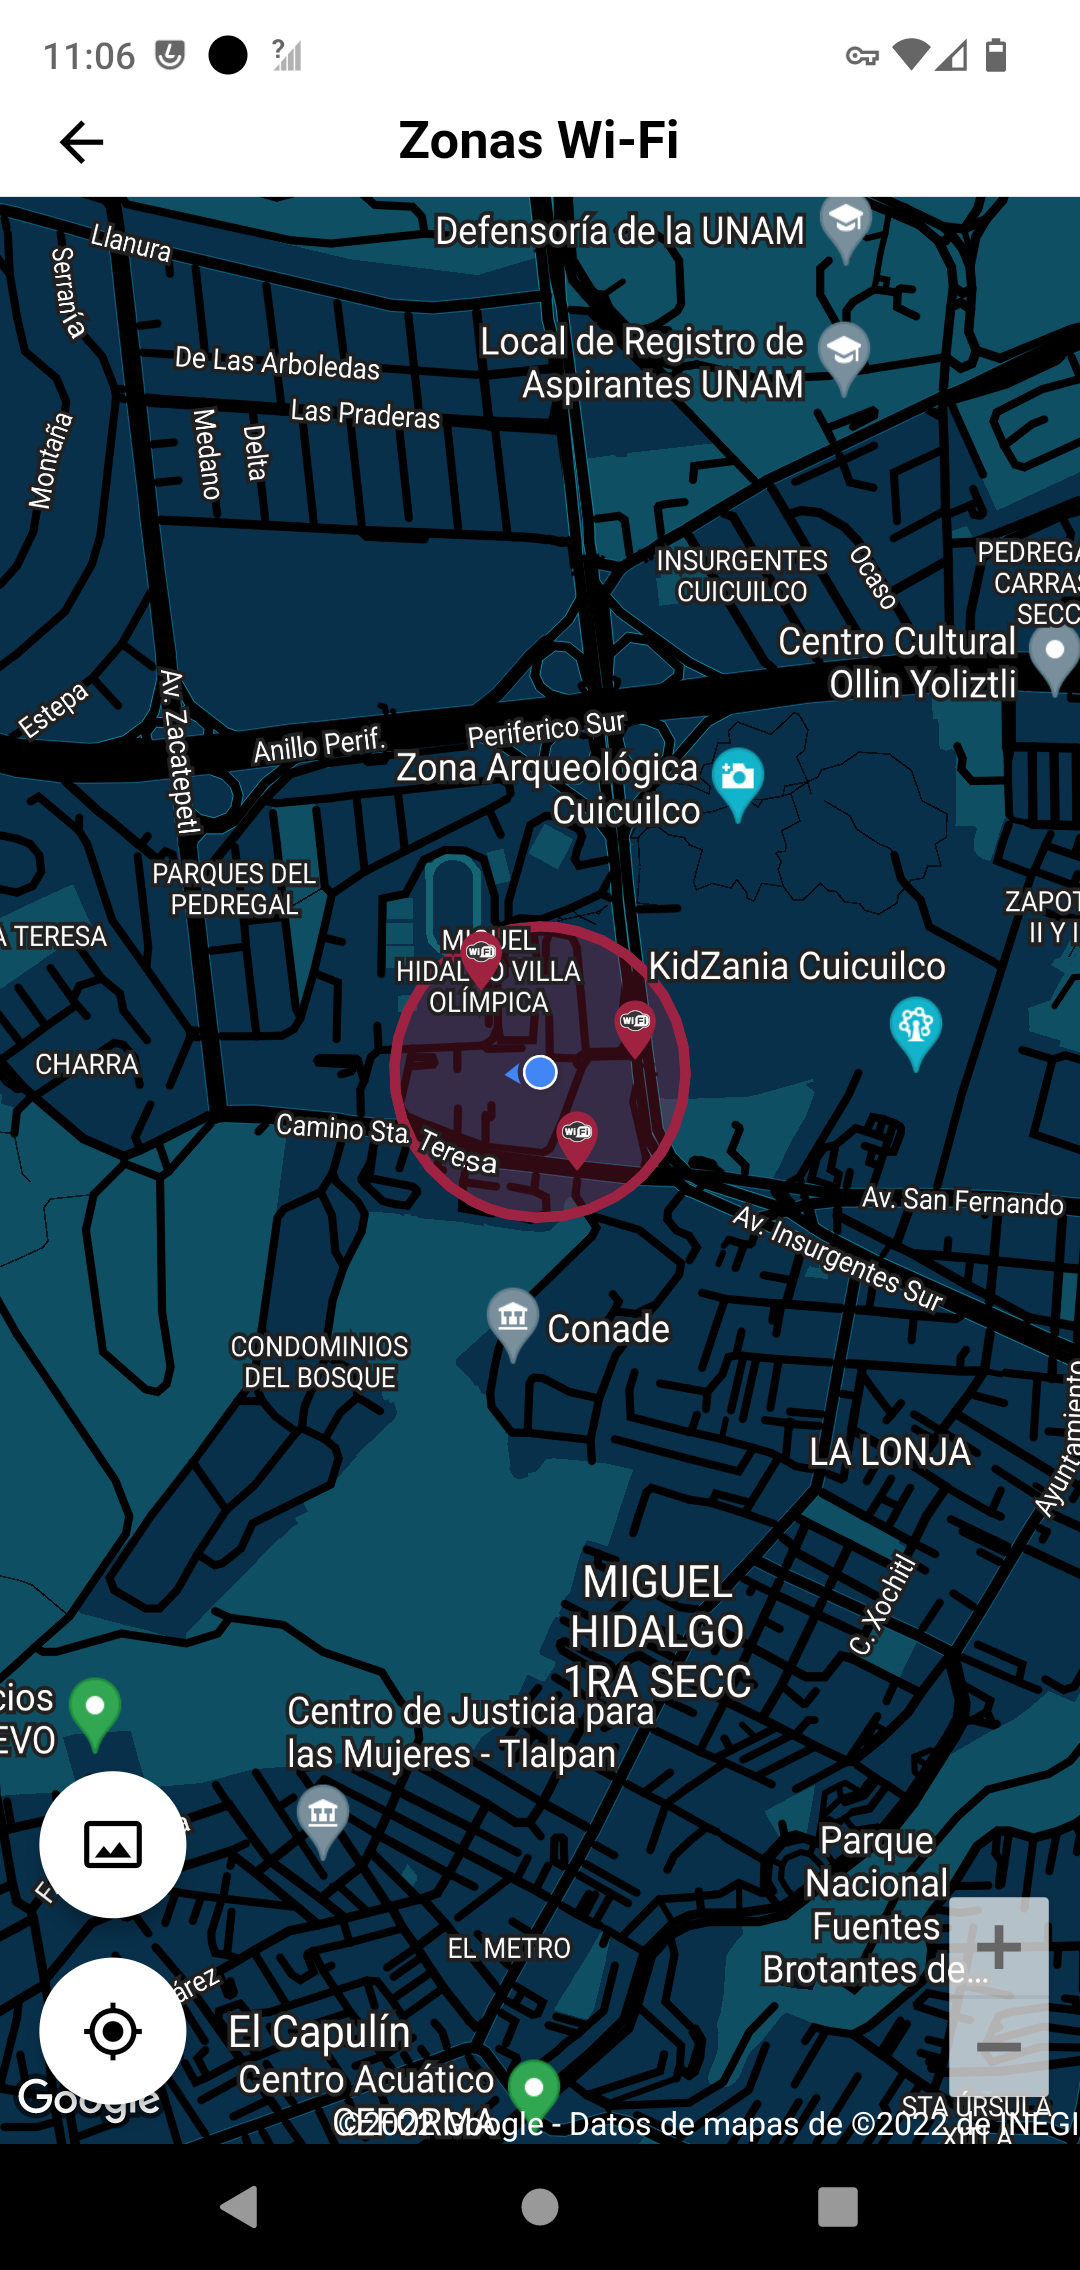 11:06
Zonas Wi-Fi
Llanura
Defensoría de la UNAM
Serranía
Local de Registro de
Aspirantes UNAM
De Las Arboledas
Las Praderas
Medano
Delta
Montaña
INSURGENTES
CUICUILCO
Ocaso
PEDREGA
CARRAS
SECC
Centro Cultural
Ollin Yoliztli
Estepa
Av. Zacatepetl
Anillo Perif.
Periferico Sur
Zona Arqueológica
Cuicuilco
PARQUES DEL
PEDREGAL
ZAPOT
II Y I
A TERESA
HIDALGO VILLA
OLÍMPICA
WiFi
KidZania Cuicuilco
WiFi
CHARRA
Camino Sta. Teresa
WiFi
Av. San Fernando
Av. Insurgentes Sur
Conade
CONDOMINIOS
DEL BOSQUE
Ayuntamiento
LA LONJA
C. Xochitl
MIGUEL
HIDALGO
1RA SECC
cios
EVO
Centro de Justicia para
las Mujeres - Tlalpan
Parque
Nacional
Fuentes
Brotantes de...
EL METRO
árez
El Capulín
Centro Acuático
CEFORMA
Google
STA ÚRSULA
XITLA
©2022 Google - Datos de mapas de ©2022 de INEGI